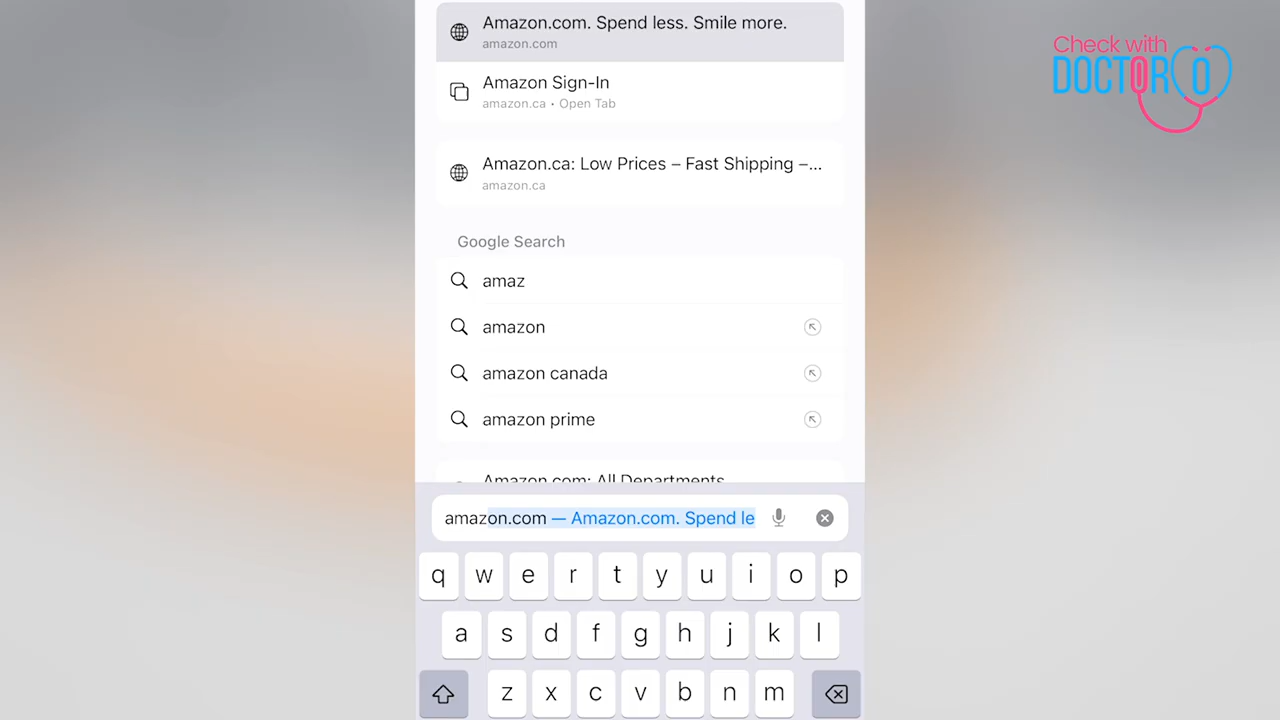 Amazon.com. Spend less. Smile more.
amazon.com
Amazon Sign-In
amazon.ca • Open Tab
Amazon.ca: Low Prices – Fast Shipping –...
amazon.ca
Google Search
amaz
amazon
amazon canada
amazon prime
Amazon.com: All Departments
amazon.com — Amazon.com. Spend le
q w e r t y u i o p
a s d f g h j k l
z x c v b n m
Check with
DOCTOR O